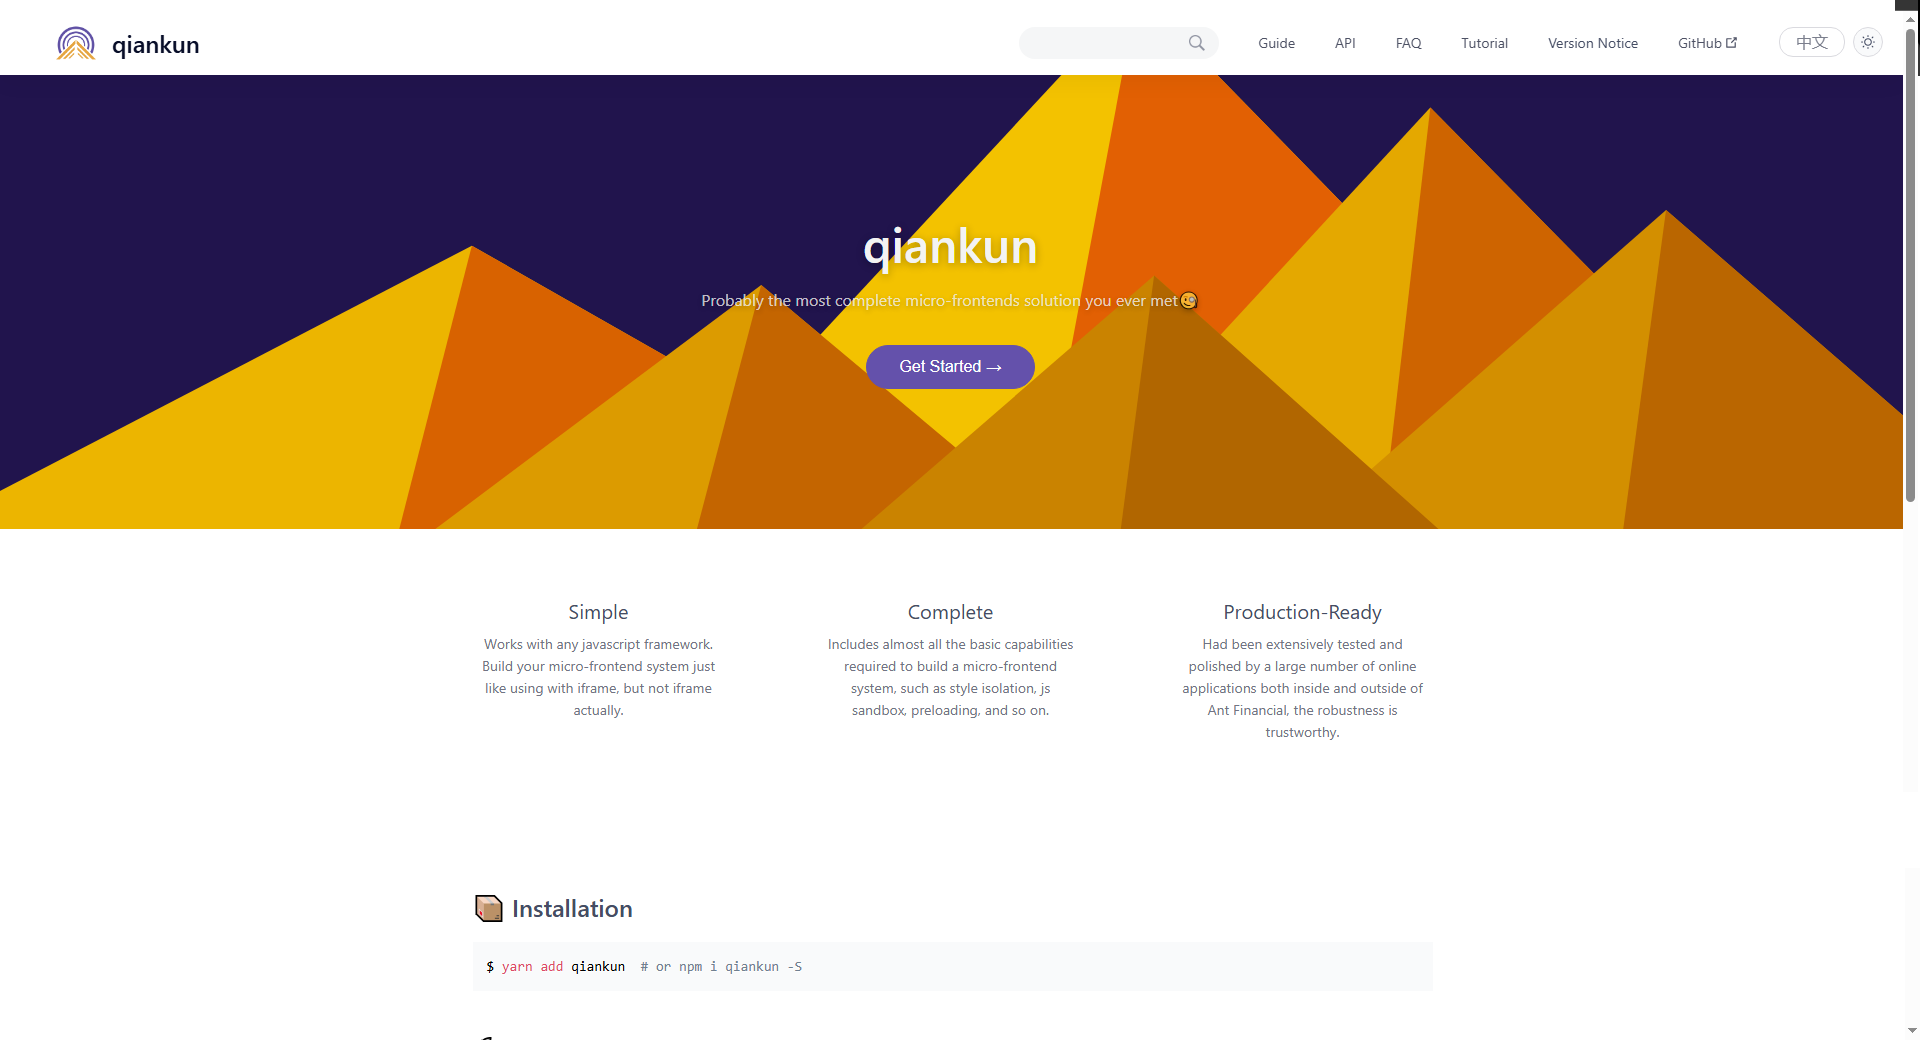 qiankun
Guide
API
FAQ
Tutorial
Version Notice
GitHub
中文
qiankun
Probably the most complete micro-frontends solution you ever met🧐
Get Started →
Simple
Works with any javascript framework.
Build your micro-frontend system just
like using with iframe, but not iframe
actually.
Complete
Includes almost all the basic capabilities
required to build a micro-frontend
system, such as style isolation, js
sandbox, preloading, and so on.
Production-Ready
Had been extensively tested and
polished by a large number of online
applications both inside and outside of
Ant Financial, the robustness is
trustworthy.
📦 Installation
$ yarn add qiankun  # or npm i qiankun -S